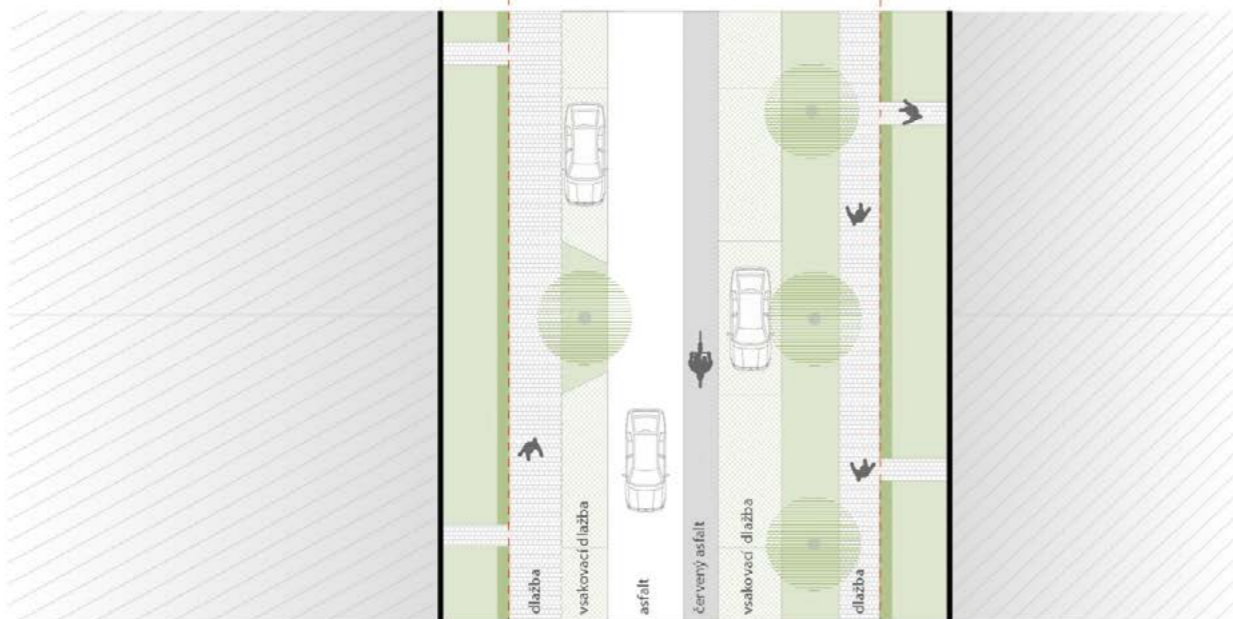 dlažba
vsakovací dlažba
asfalt
červený asfalt
vsakovací dlažba
dlažba